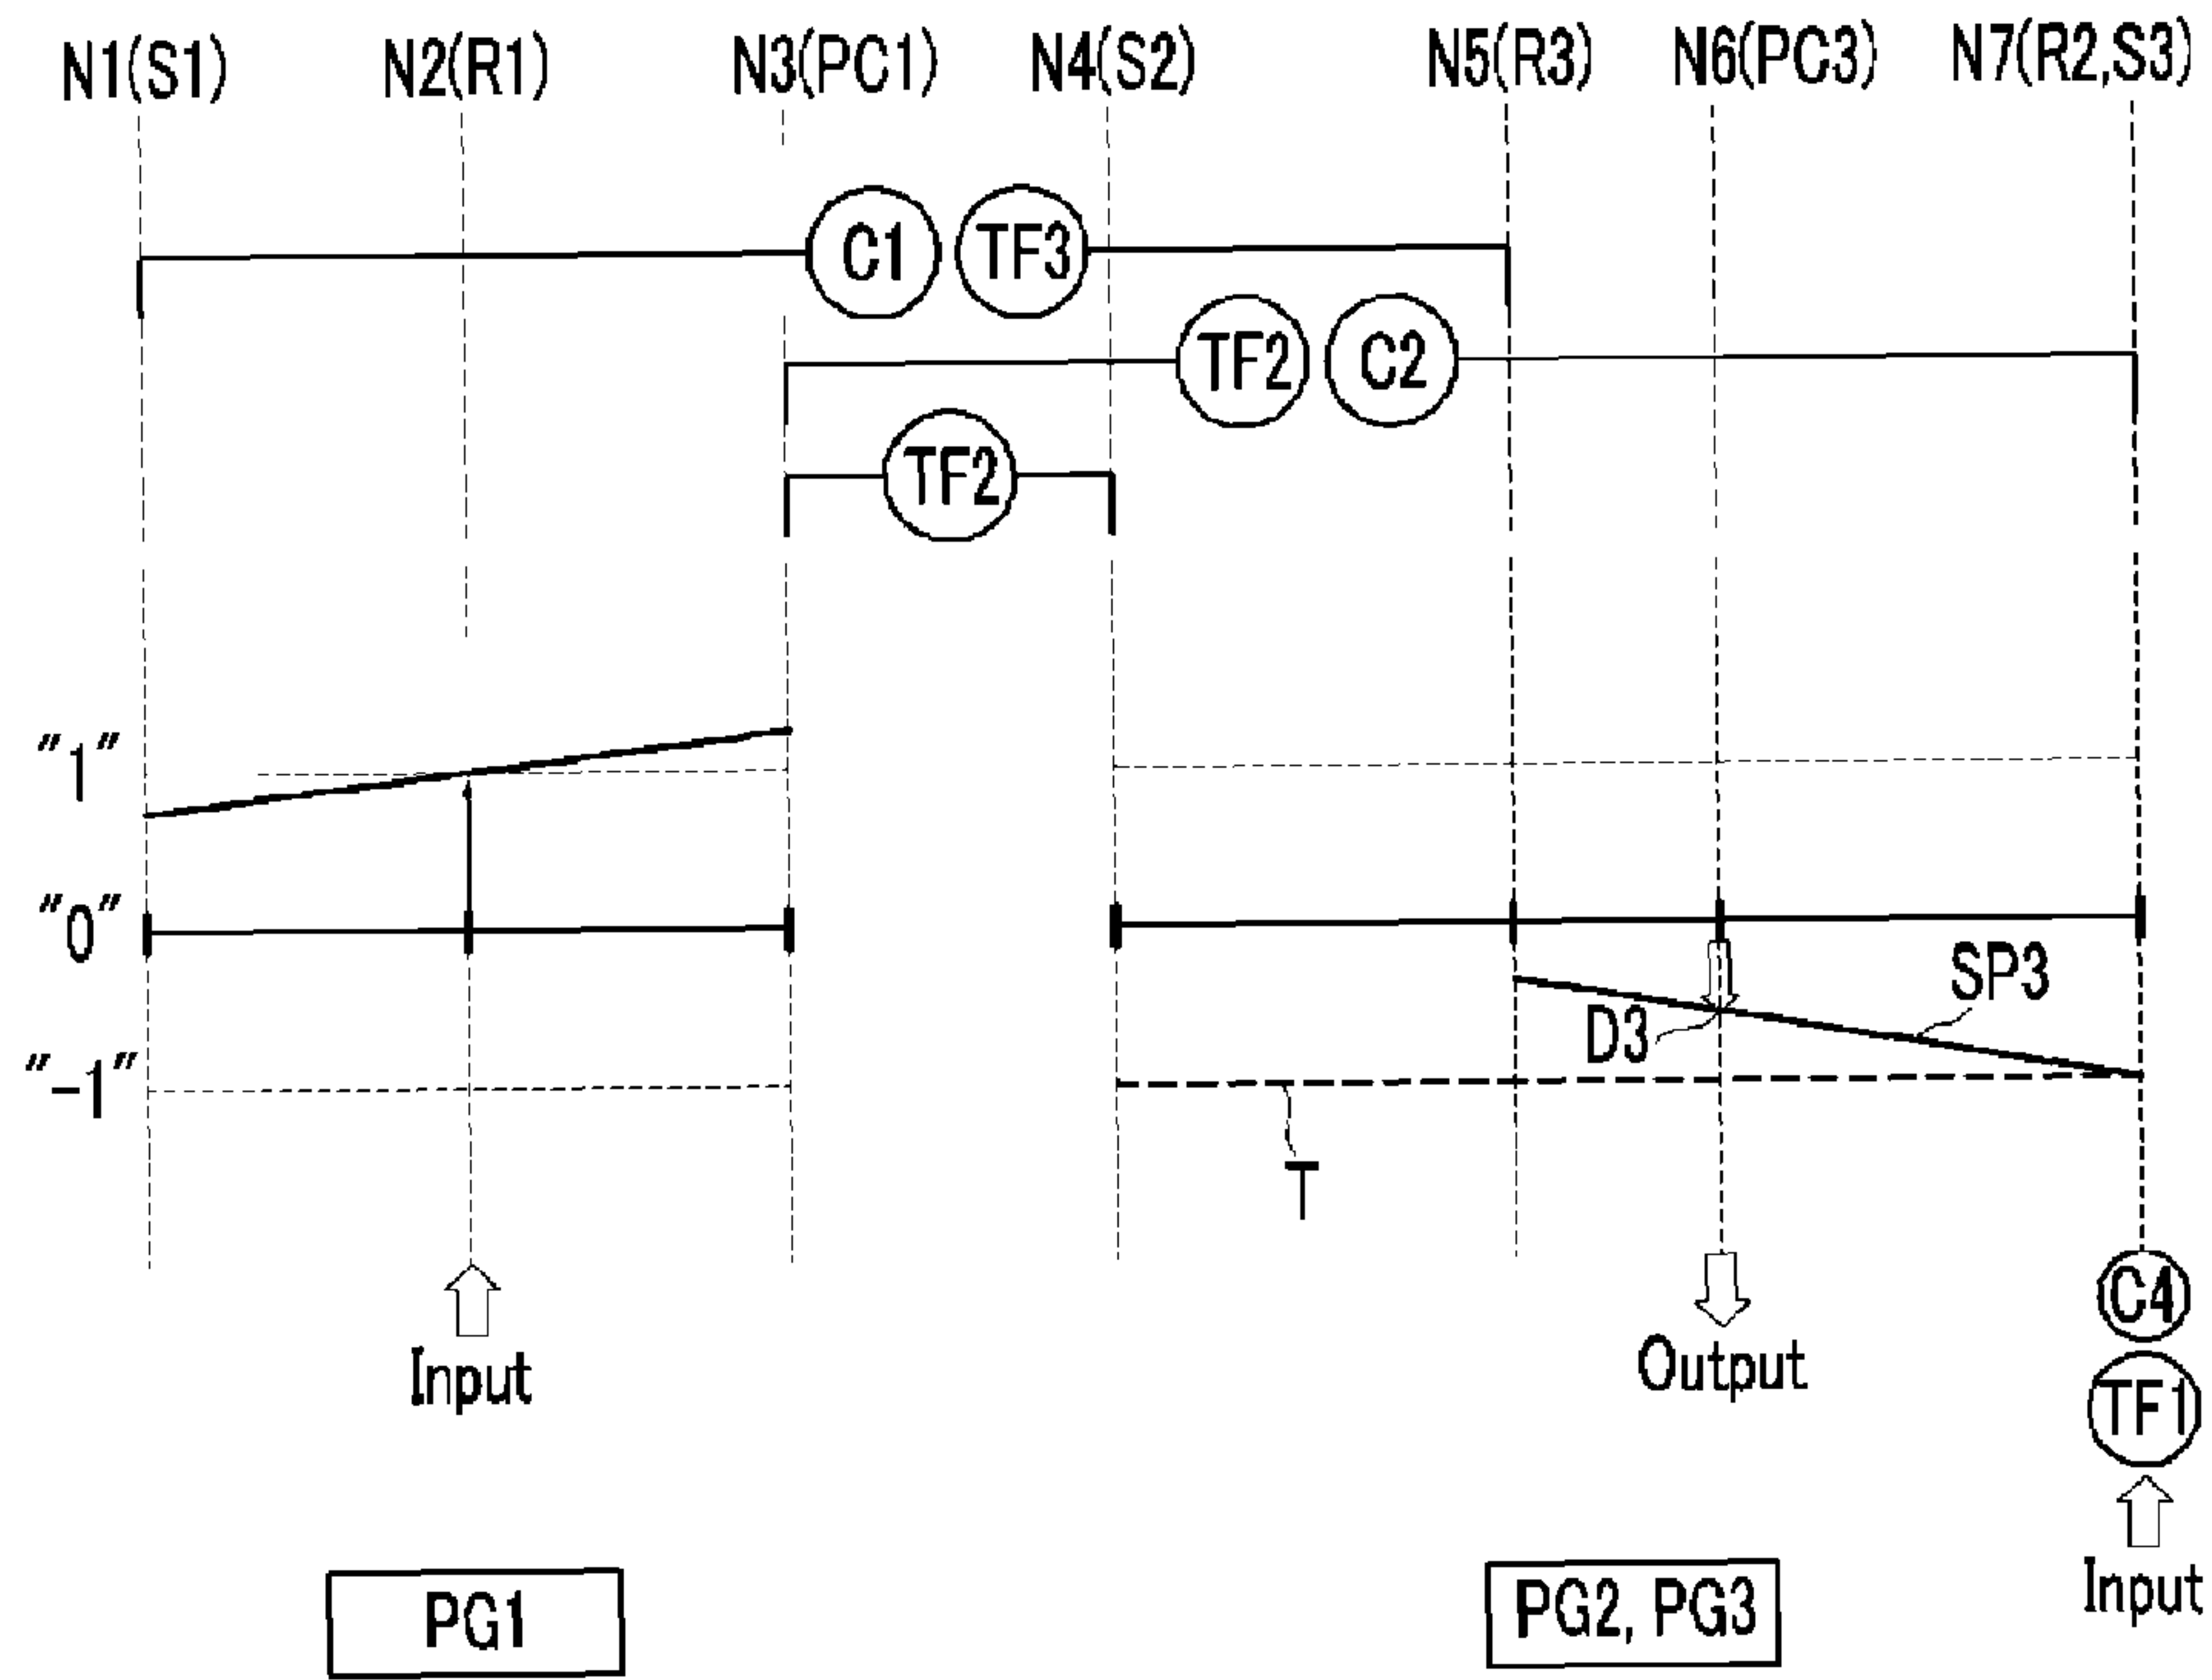 N1(S1) N2(R1) N3(PC1) N4(S2) N5(R3) N6(PC3) N7(R2,S3)
C1 TF3
TF2 C2
TF2
"1"
"0"
SP3
D3
"-1"
T
C4
Input Output
TF1
PG1 PG2, PG3 Input